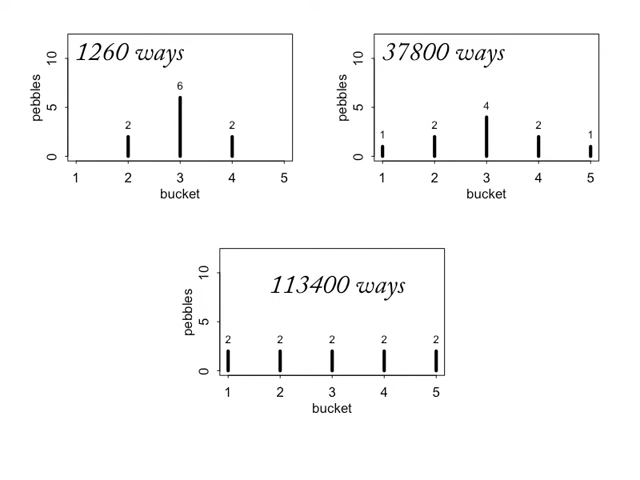 1260 ways
pebbles
0 5 10
2 6 2
1 2 3 4 5
bucket
37800 ways
pebbles
0 5 10
1 2 4 2 1
1 2 3 4 5
bucket
113400 ways
pebbles
0 5 10
2 2 2 2 2
1 2 3 4 5
bucket